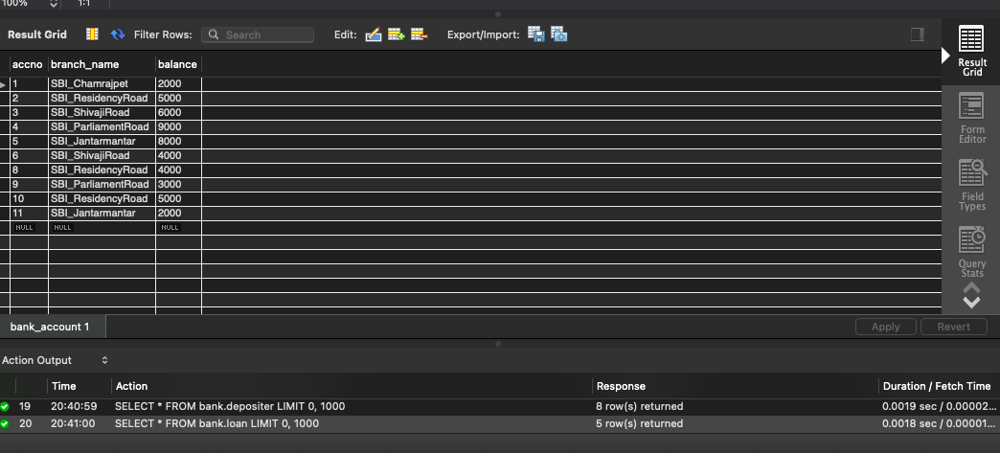 100% 1:1
Result Grid Filter Rows: Search Edit: Export/Import:
Result Grid
accno branch_name balance
1 SBI_Chamrajpet 2000
2 SBI_ResidencyRoad 5000
3 SBI_ShivajiRoad 6000
4 SBI_ParliamentRoad 9000
5 SBI_Jantarmantar 8000
6 SBI_ShivajiRoad 4000
8 SBI_ResidencyRoad 4000
9 SBI_ParliamentRoad 3000
10 SBI_ResidencyRoad 5000
11 SBI_Jantarmantar 2000
NULL NULL NULL
Form
Editor
Field
Types
Query
Stats
bank_account 1 Apply Revert
Action Output
Time Action Response Duration / Fetch Time
19 20:40:59 SELECT * FROM bank.depositer LIMIT 0, 1000 8 row(s) returned 0.0019 sec / 0.00002...
20 20:41:00 SELECT * FROM bank.loan LIMIT 0, 1000 5 row(s) returned 0.0018 sec / 0.00001...